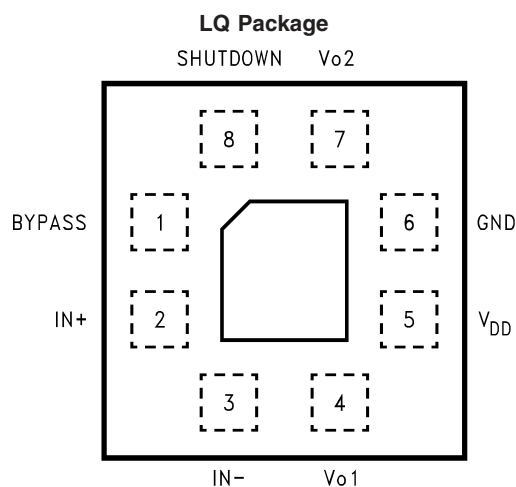 LQ Package
SHUTDOWN Vo2
8 7
BYPASS 1 6 GND
IN+ 2 5 VDD
3 4
IN- Vo1